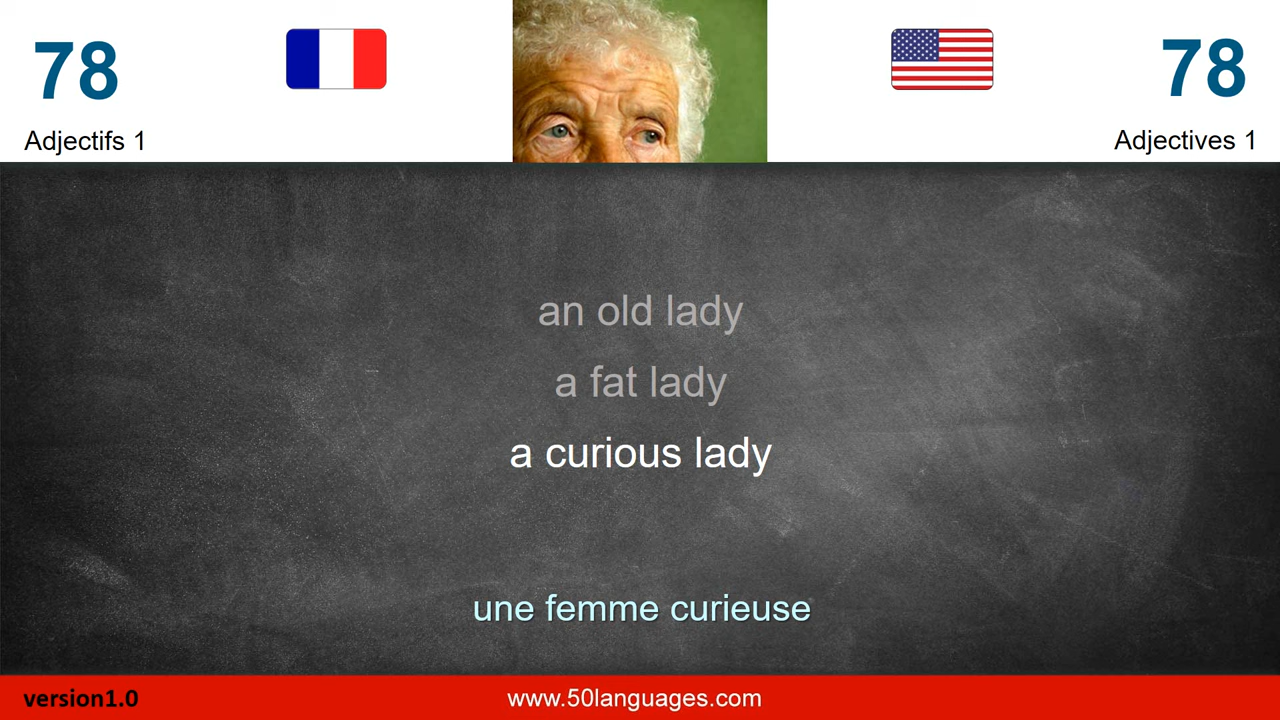 78
78
Adjectifs 1
Adjectives 1
an old lady
a fat lady
a curious lady
une femme curieuse
version1.0
www.50languages.com